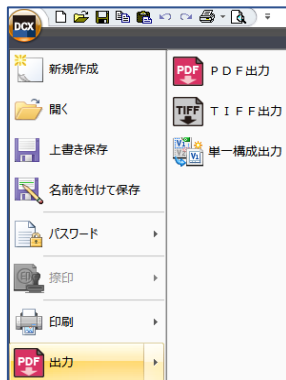 DCX
新規作成
開く
上書き保存
名前を付けて保存
パスワード
捺印
印刷
PDF 出力
PDF ＰＤＦ出力
TIFF ＴＩＦＦ出力
単一構成出力